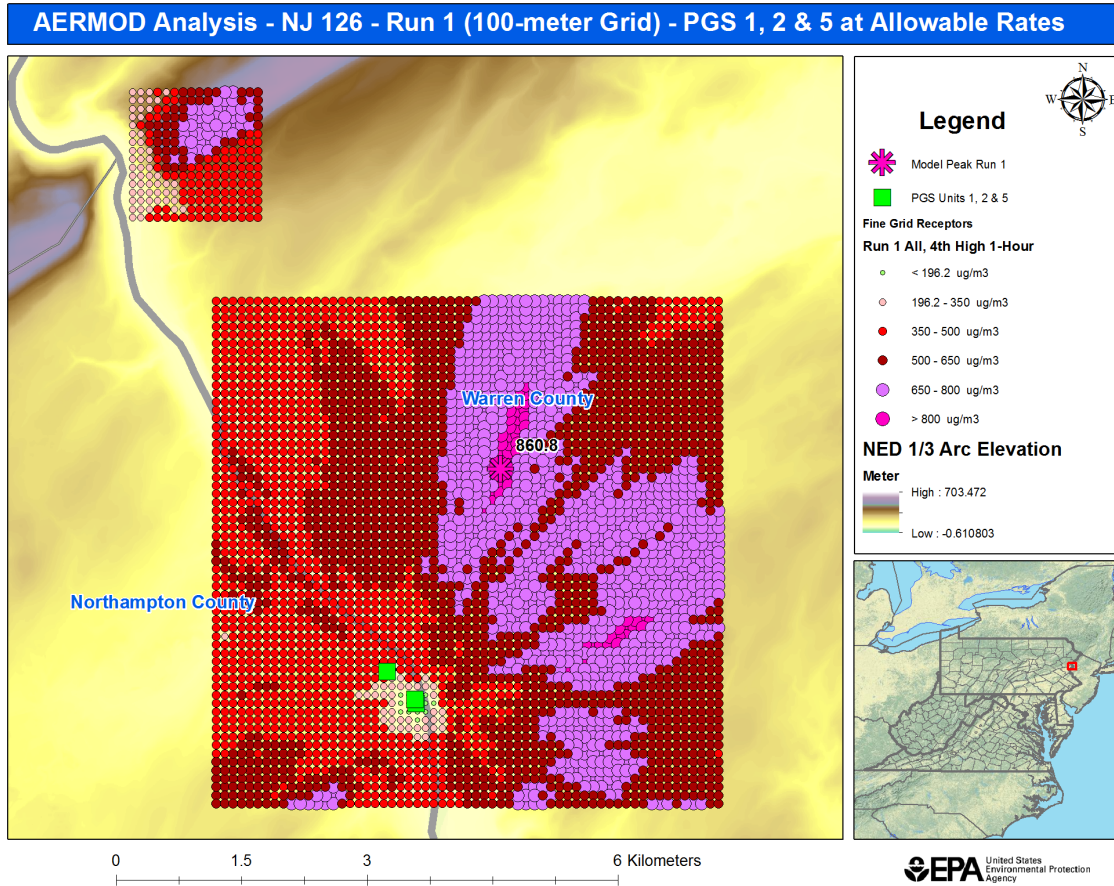 AERMOD Analysis - NJ 126 - Run 1 (100-meter Grid) - PGS 1, 2 & 5 at Allowable Rates
Warren County
860.8
Northampton County
N
W E
S
Legend
Model Peak Run 1
PGS Units 1, 2 & 5
Fine Grid Receptors
Run 1 All, 4th High 1-Hour
< 196.2 ug/m3
196.2 - 350 ug/m3
350 - 500 ug/m3
500 - 650 ug/m3
650 - 800 ug/m3
> 800 ug/m3
NED 1/3 Arc Elevation
Meter
High : 703.472
Low : -0.610803
0 1.5 3 6 Kilometers
EPA
United States
Environmental Protection
Agency